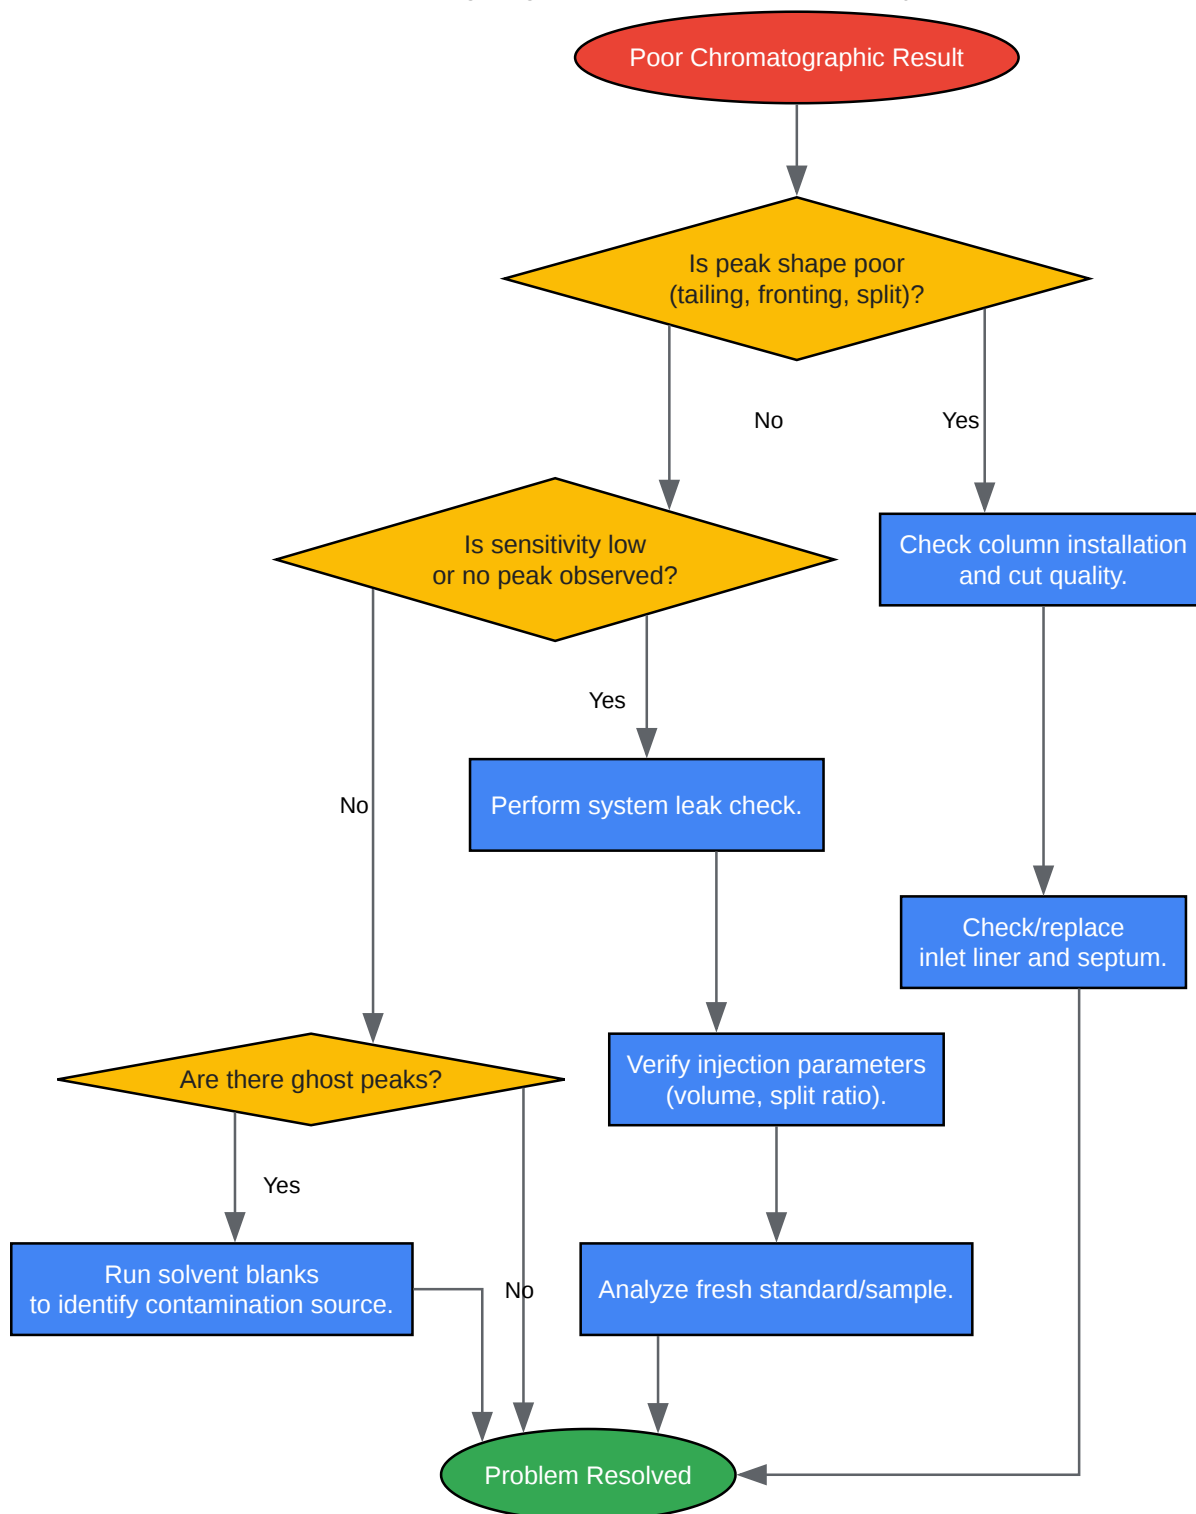 Poor Chromatographic Result
Is peak shape poor
(tailing, fronting, split)?
No
Yes
Is sensitivity low
or no peak observed?
Check column installation
and cut quality.
Yes
No
Perform system leak check.
Check/replace
inlet liner and septum.
Verify injection parameters
(volume, split ratio).
Are there ghost peaks?
Yes
Run solvent blanks
to identify contamination source.
No
Analyze fresh standard/sample.
Problem Resolved